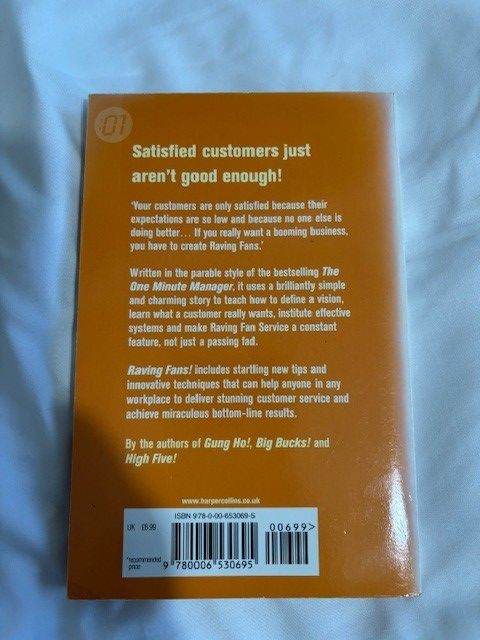 01
Satisfied customers just
aren't good enough!
'Your customers are only satisfied because their
expectations are so low and because no one else is
doing better... If you really want a booming business,
you have to create Raving Fans.'
Written in the parable style of the bestselling The
One Minute Manager, it uses a brilliantly simple
and charming story to teach how to define a vision,
learn what a customer really wants, institute effective
systems and make Raving Fan Service a constant
feature, not just a passing fad.
Raving Fans! includes startling new tips and
innovative techniques that can help anyone in any
workplace to deliver stunning customer service and
achieve miraculous bottom-line results.
By the authors of Gung Ho!, Big Bucks! and
High Five!
www.harpercollins.co.uk
ISBN 978-0-00-653069-5
UK £6.99
00699>
*recommended
price
9 780006 530695